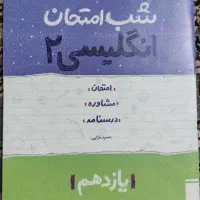 شب امتحان
انگلیسی ۲
امتحان
مشاوره
درسنامه
یازدهم